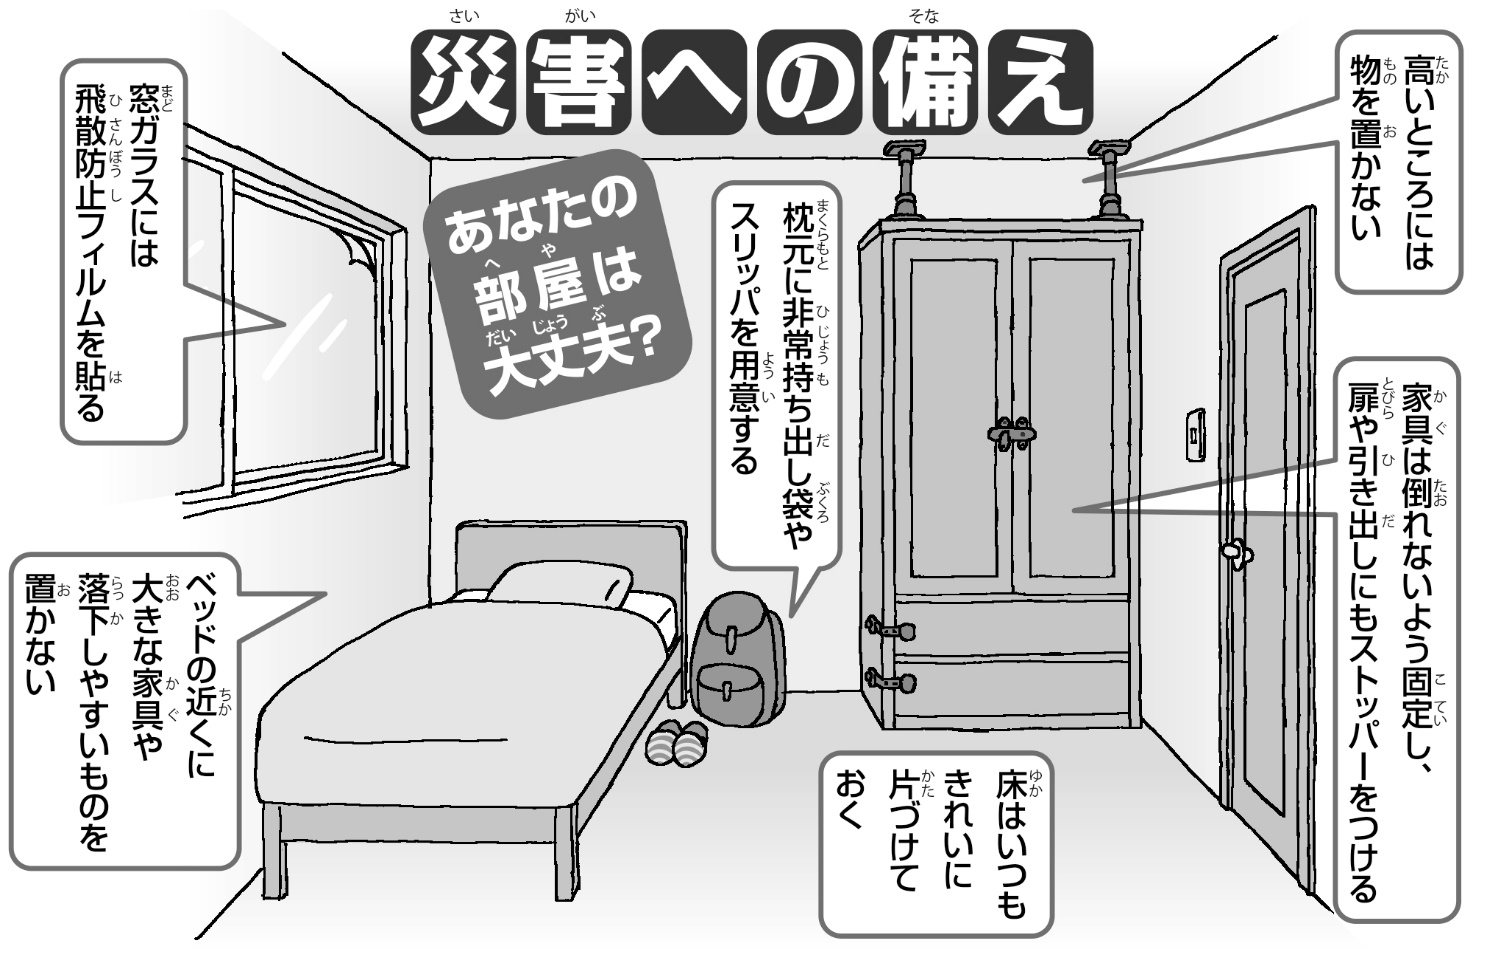 災害への備え
あなたの
部屋は
大丈夫?
高いところには
物を置かない
家具は倒れないよう固定し、
扉や引き出しにもストッパーをつける
枕元に非常持ち出し袋や
スリッパを用意する
床はいつも
きれいに
片づけて
おく
窓ガラスには
飛散防止フィルムを貼る
ベッドの近くに
大きな家具や
落下しやすいものを
置かない